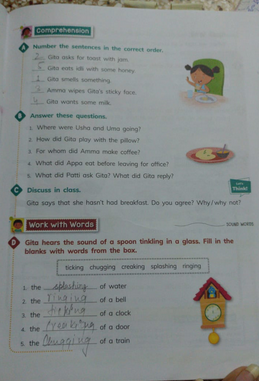 Comprehension
A Number the sentences in the correct order.
2 Gita asks for toast with jam.
Gita eats idli with some honey.
1 Gita smells something.
Amma wipes Gita's sticky face.
Gita wants some milk.
B Answer these questions.
1. Where were Usha and Uma going?
2. How did Gita play with the pillow?
3. For whom did Amma make coffee?
4. What did Appa eat before leaving for office?
5. What did Patti ask Gita? What did Gita reply?
C Discuss in class.
Think!
Gita says that she hasn't had breakfast. Do you agree? Why/why not?
Work with Words
Sound words
D Gita hears the sound of a spoon tinkling in a glass. Fill in the
blanks with words from the box.
ticking chugging creaking splashing ringing
1. the splashing of water
2. the ringing of a bell
3. the ticking of a clock
4. the creaking of a door
5. the Chugging of a train